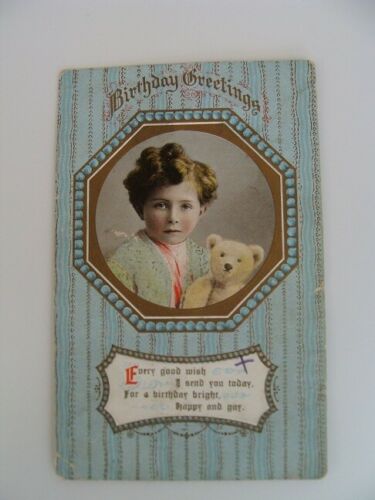 Birthday Greetings
Every good wish
I send you today,
For a birthday bright,
Happy and gay.